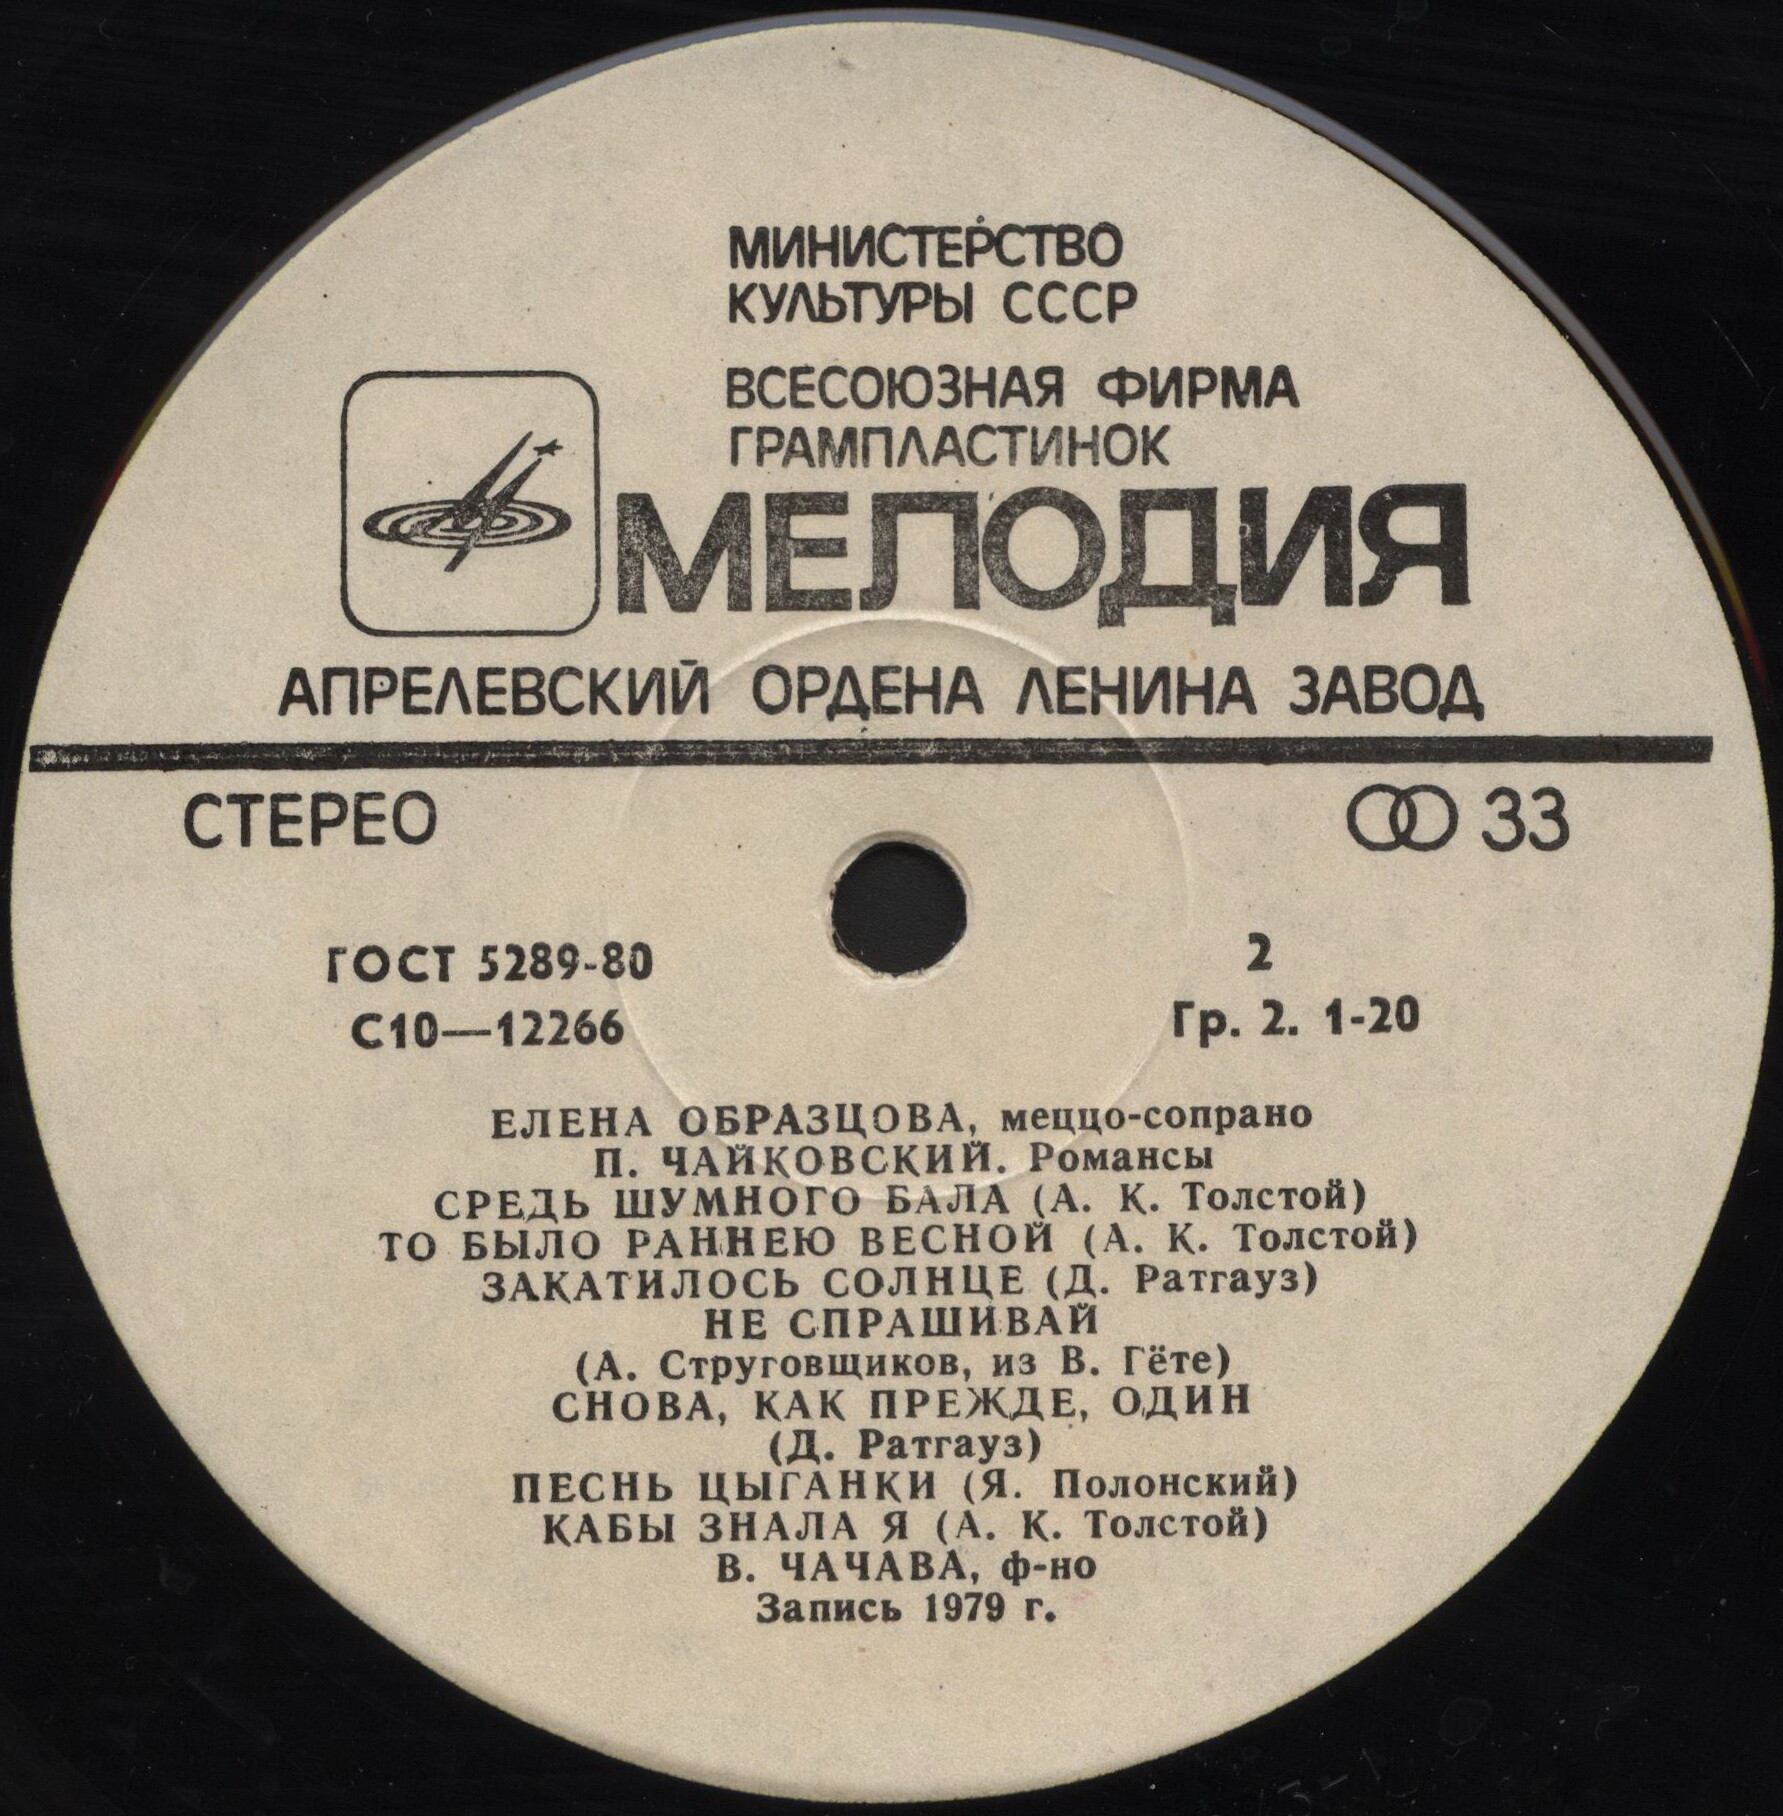 МИНИСТЕРСТВО
КУЛЬТУРЫ СССР
ВСЕСОЮЗНАЯ ФИРМА
ГРАМПЛАСТИНОК
МЕЛОДИЯ
АПРЕЛЕВСКИЙ ОРДЕНА ЛЕНИНА ЗАВОД
СТЕРЕО 33
ГОСТ 5289-80 2
С10—12266 Гр. 2. 1-20
ЕЛЕНА ОБРАЗЦОВА, меццо-сопрано
П. ЧАЙКОВСКИЙ. Романсы
СРЕДЬ ШУМНОГО БАЛА (А. К. Толстой)
ТО БЫЛО РАННЕЮ ВЕСНОЙ (А. К. Толстой)
ЗАКАТИЛОСЬ СОЛНЦЕ (Д. Ратгауз)
НЕ СПРАШИВАЙ
(А. Струговщиков, из В. Гёте)
СНОВА, КАК ПРЕЖДЕ, ОДИН
(Д. Ратгауз)
ПЕСНЬ ЦЫГАНКИ (Я. Полонский)
КАБЫ ЗНАЛА Я (А. К. Толстой)
В. ЧАЧАВА, ф-но
Запись 1979 г.